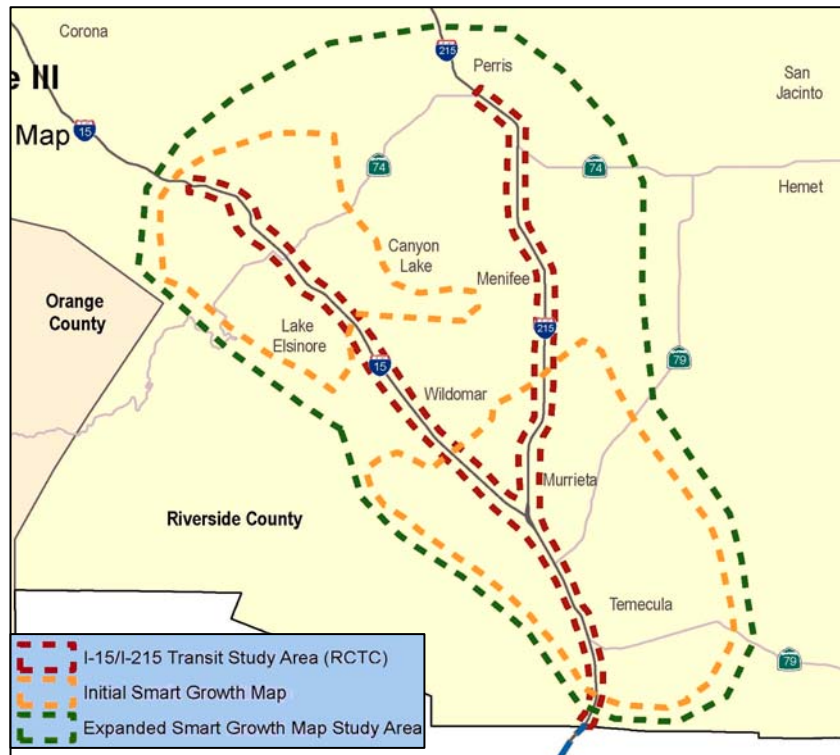 Corona
215
Perris
e III
San
Jacinto
15
Map
74
74
Hemet
Canyon
Lake
Menifee
Orange
County
Lake
Elsinore
215
15
79
Wildomar
Murrieta
Riverside County
Temecula
I-15/I-215 Transit Study Area (RCTC)
Initial Smart Growth Map
Expanded Smart Growth Map Study Area
79